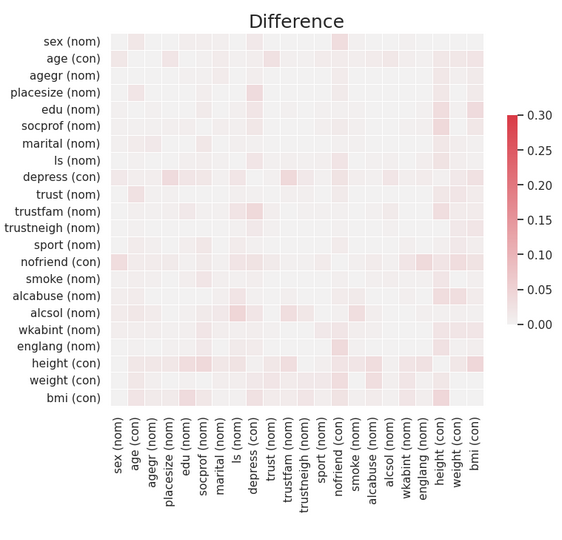 Difference
sex (nom)
age (con)
agegr (nom)
placesize (nom)
edu (nom)
socprof (nom)
marital (nom)
ls (nom)
depress (con)
trust (nom)
trustfam (nom)
trustneigh (nom)
sport (nom)
nofriend (con)
smoke (nom)
alcabuse (nom)
alcsol (nom)
wkabint (nom)
englang (nom)
height (con)
weight (con)
bmi (con)
0.30
0.25
0.20
0.15
0.10
0.05
0.00
sex (nom)
age (con)
agegr (nom)
placesize (nom)
edu (nom)
socprof (nom)
marital (nom)
ls (nom)
depress (con)
trust (nom)
trustfam (nom)
trustneigh (nom)
sport (nom)
nofriend (con)
smoke (nom)
alcabuse (nom)
alcsol (nom)
wkabint (nom)
englang (nom)
height (con)
weight (con)
bmi (con)